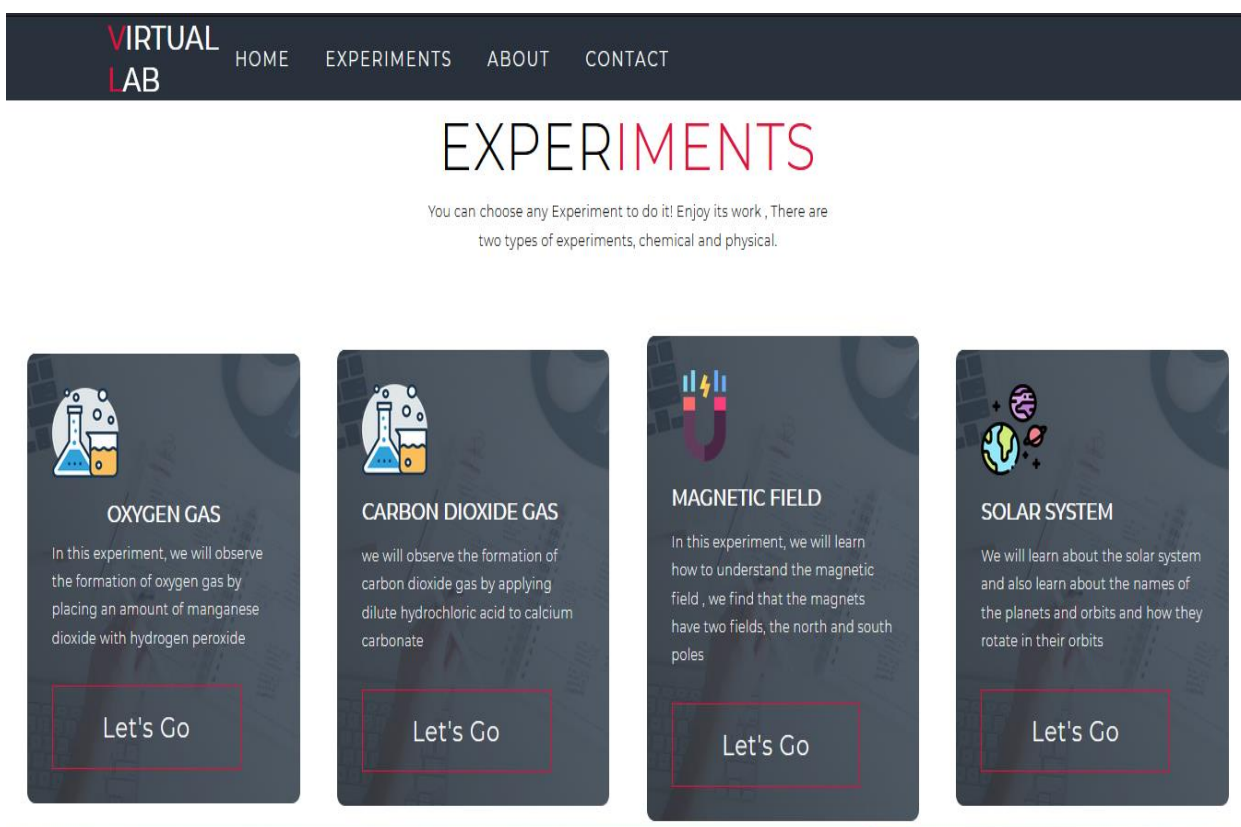 VIRTUAL
LAB
HOME EXPERIMENTS ABOUT CONTACT
EXPERIMENTS
You can choose any Experiment to do it! Enjoy its work , There are
two types of experiments, chemical and physical.
OXYGEN GAS
In this experiment, we will observe
the formation of oxygen gas by
placing an amount of manganese
dioxide with hydrogen peroxide
Let's Go
CARBON DIOXIDE GAS
we will observe the formation of
carbon dioxide gas by applying
dilute hydrochloric acid to calcium
carbonate
Let's Go
MAGNETIC FIELD
In this experiment, we will learn
how to understand the magnetic
field , we find that the magnets
have two fields, the north and south
poles
Let's Go
SOLAR SYSTEM
We will learn about the solar system
and also learn about the names of
the planets and orbits and how they
rotate in their orbits
Let's Go